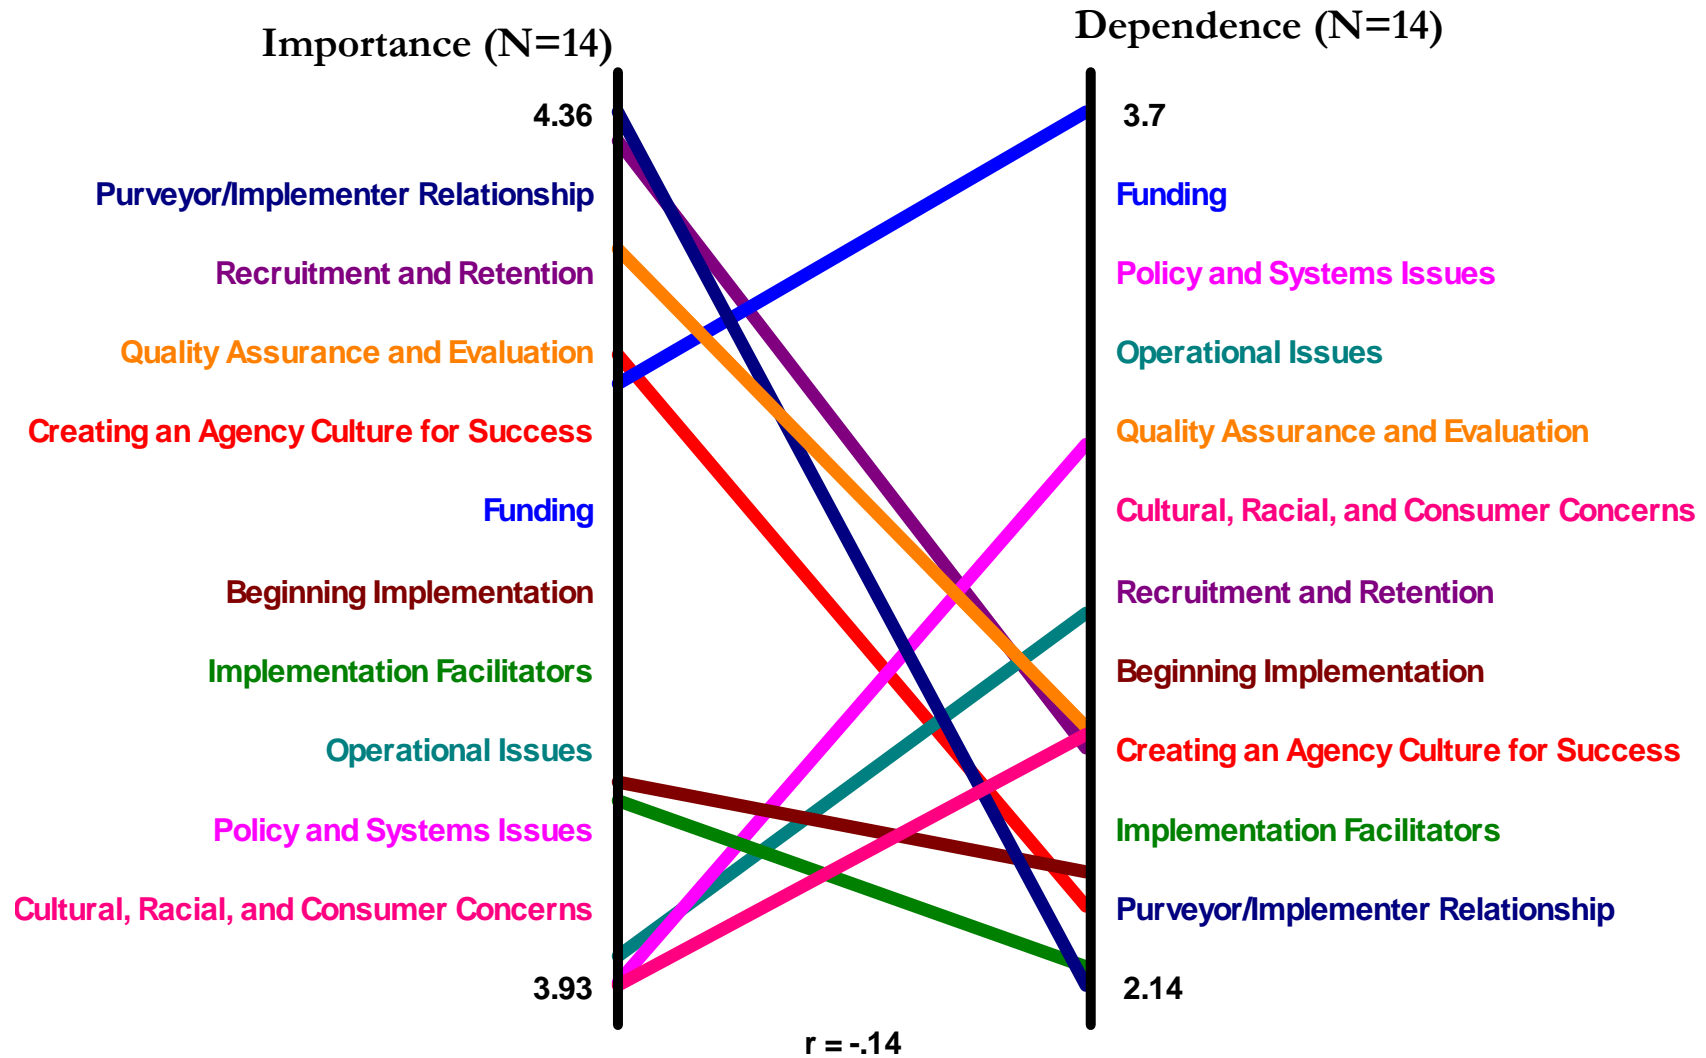 Importance (N=14)
Dependence (N=14)
4.36
Purveyor/Implementer Relationship
Recruitment and Retention
Quality Assurance and Evaluation
Creating an Agency Culture for Success
Funding
Beginning Implementation
Implementation Facilitators
Operational Issues
Policy and Systems Issues
Cultural, Racial, and Consumer Concerns
3.93
3.7
Funding
Policy and Systems Issues
Operational Issues
Quality Assurance and Evaluation
Cultural, Racial, and Consumer Concerns
Recruitment and Retention
Beginning Implementation
Creating an Agency Culture for Success
Implementation Facilitators
Purveyor/Implementer Relationship
2.14
r = -.14